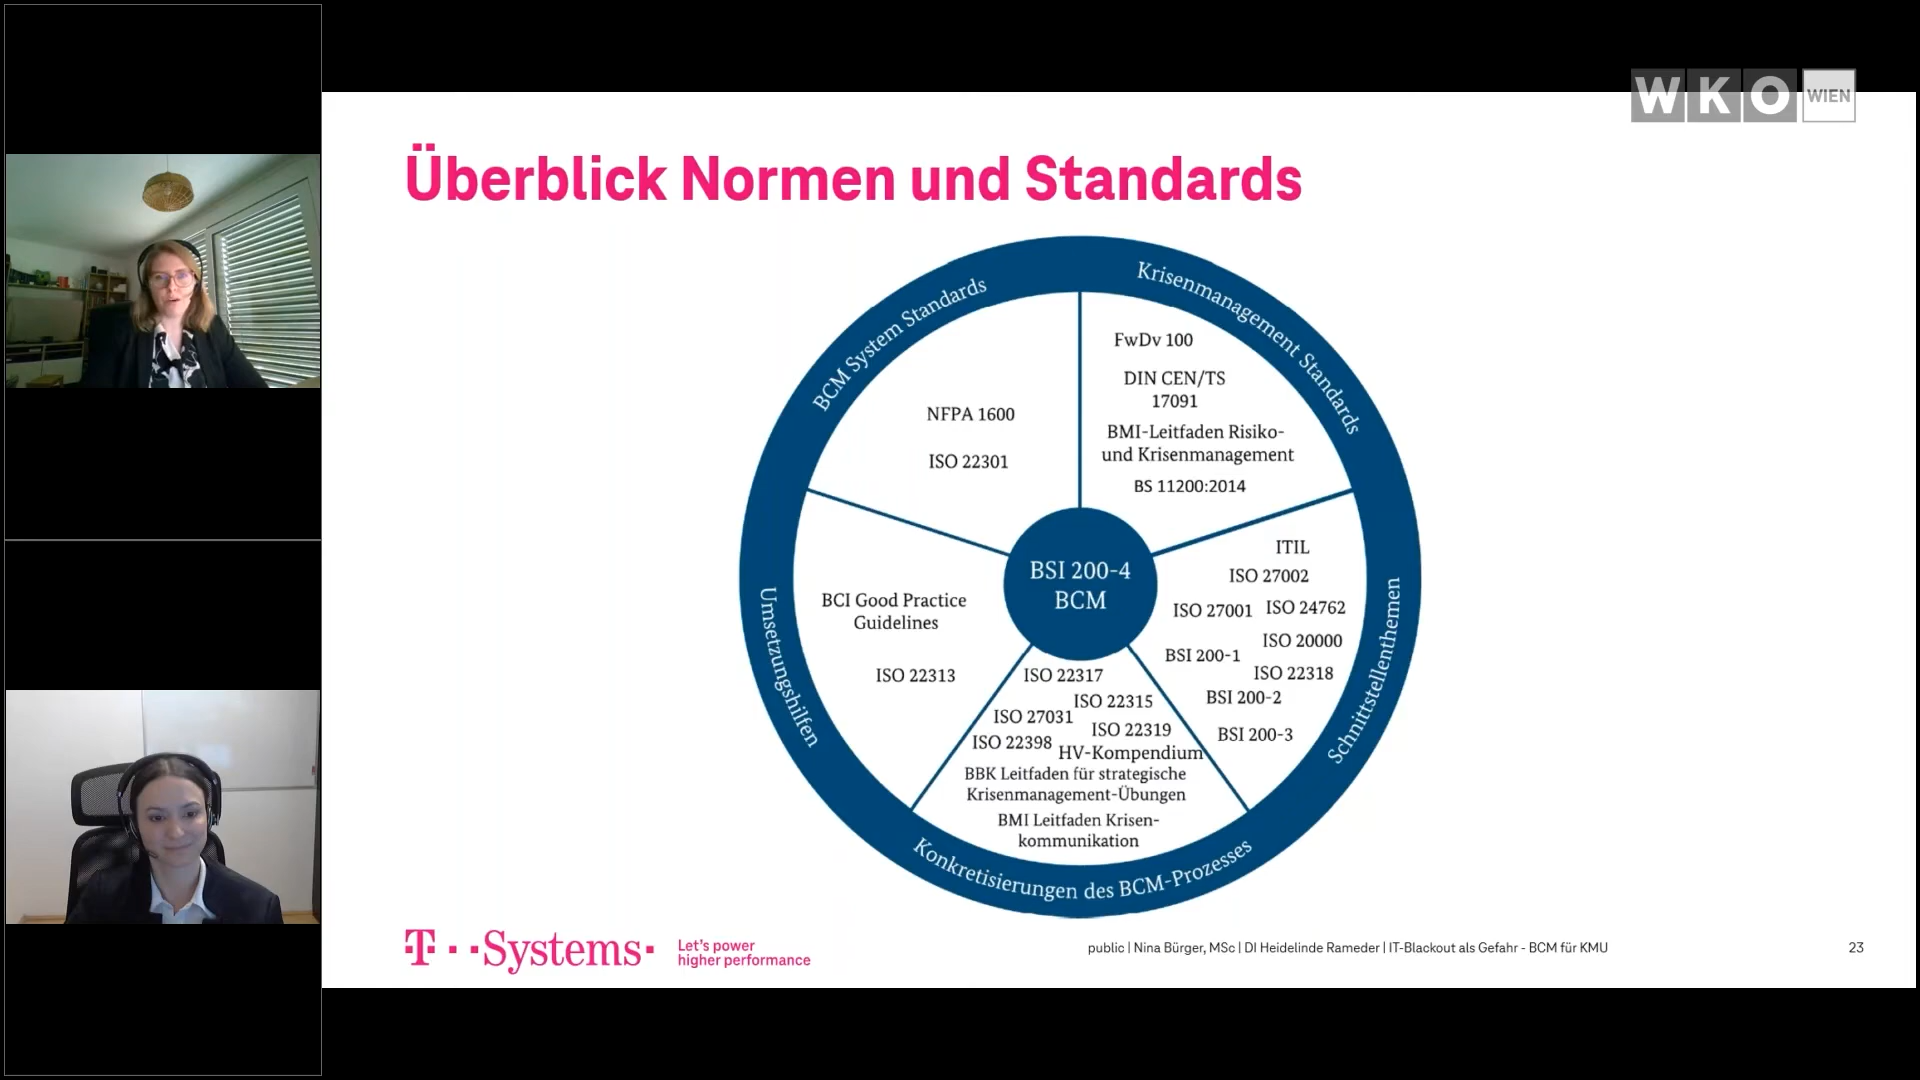 WKO WIEN
Überblick Normen und Standards
BCM System Standards
NFPA 1600
ISO 22301
Krisenmanagement Standards
FwDv 100
DIN CEN/TS
17091
BMI-Leitfaden Risiko-
und Krisenmanagement
BS 11200:2014
BSI 200-4
BCM
Schnittstellenthemen
ITIL
ISO 27002
ISO 27001 ISO 24762
ISO 20000
BSI 200-1
ISO 22318
BSI 200-2
BSI 200-3
Umsetzungshilfen
BCI Good Practice
Guidelines
ISO 22313
Konkretisierungen des BCM-Prozesses
ISO 22317
ISO 22315
ISO 27031
ISO 22319
ISO 22398
HV-Kompendium
BBK Leitfaden für strategische
Krisenmanagement-Übungen
BMI Leitfaden Krisen-
kommunikation
T · · Systems ·
Let's power
higher performance
public | Nina Bürger, MSc | DI Heidelinde Rameder | IT-Blackout als Gefahr - BCM für KMU
23